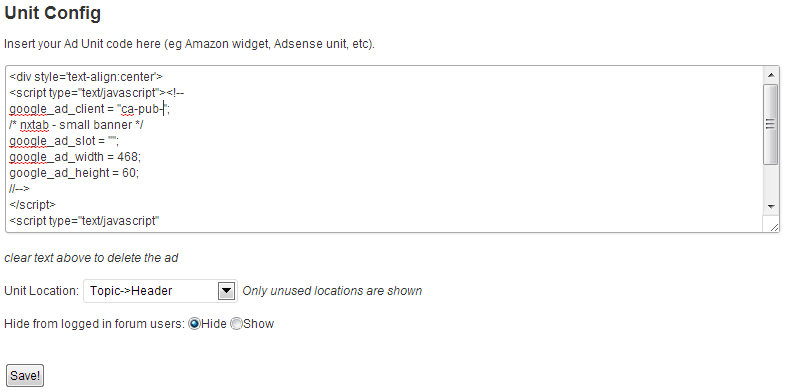 Unit Config
Insert your Ad Unit code here (eg Amazon widget, Adsense unit, etc).
<div style='text-align:center'>
<script type="text/javascript"><!--
google_ad_client = "ca-pub-";
/* nxtab - small banner */
google_ad_slot = "";
google_ad_width = 468;
google_ad_height = 60;
//-->
</script>
<script type="text/javascript"
clear text above to delete the ad
Unit Location: Topic->Header Only unused locations are shown
Hide from logged in forum users: Hide Show
Save!